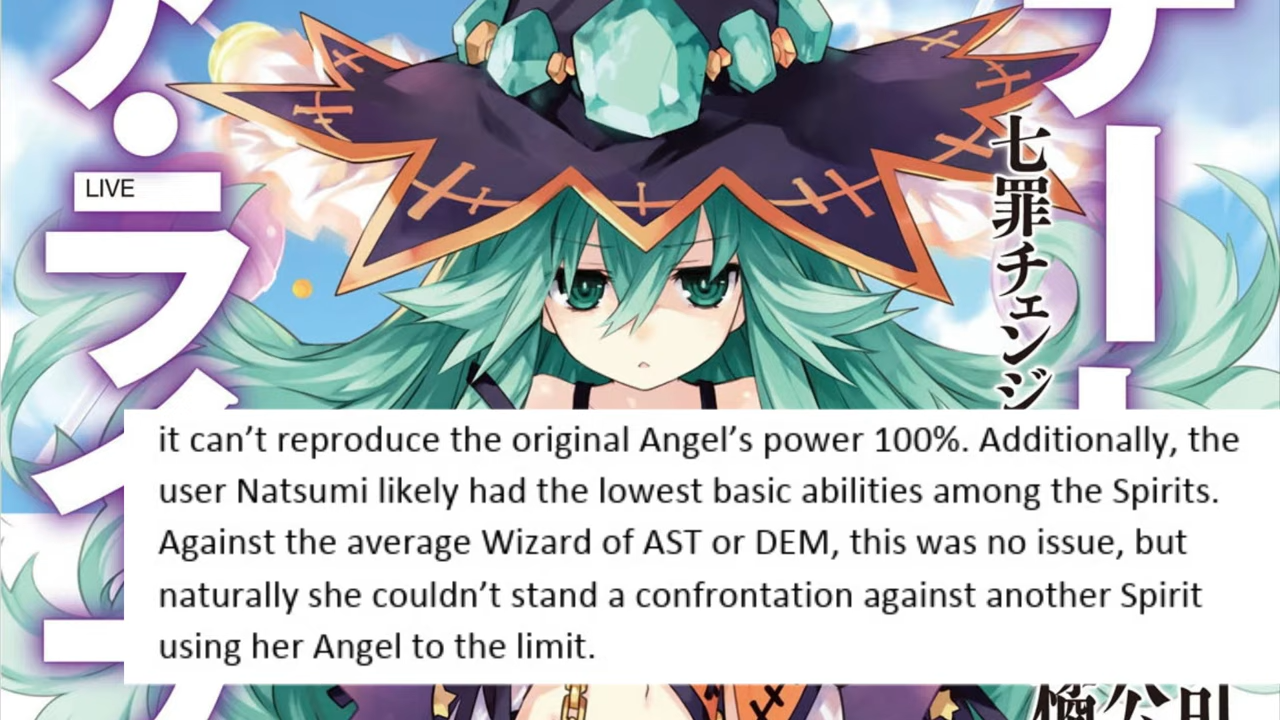 LIVE
七罪チェンジ
it can’t reproduce the original Angel’s power 100%. Additionally, the
user Natsumi likely had the lowest basic abilities among the Spirits.
Against the average Wizard of AST or DEM, this was no issue, but
naturally she couldn’t stand a confrontation against another Spirit
using her Angel to the limit.